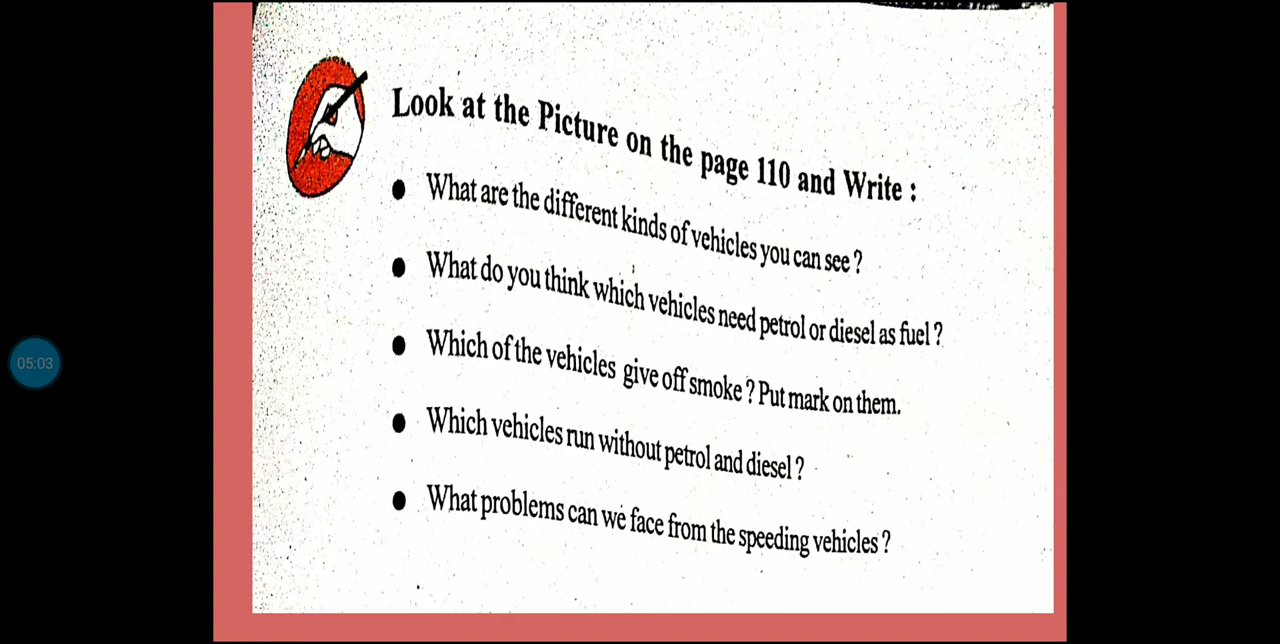 Look at the Picture on the page 110 and Write :
What are the different kinds of vehicles you can see ?
What do you think which vehicles need petrol or diesel as fuel ?
Which of the vehicles give off smoke ? Put mark on them.
Which vehicles run without petrol and diesel ?
What problems can we face from the speeding vehicles ?
05:03